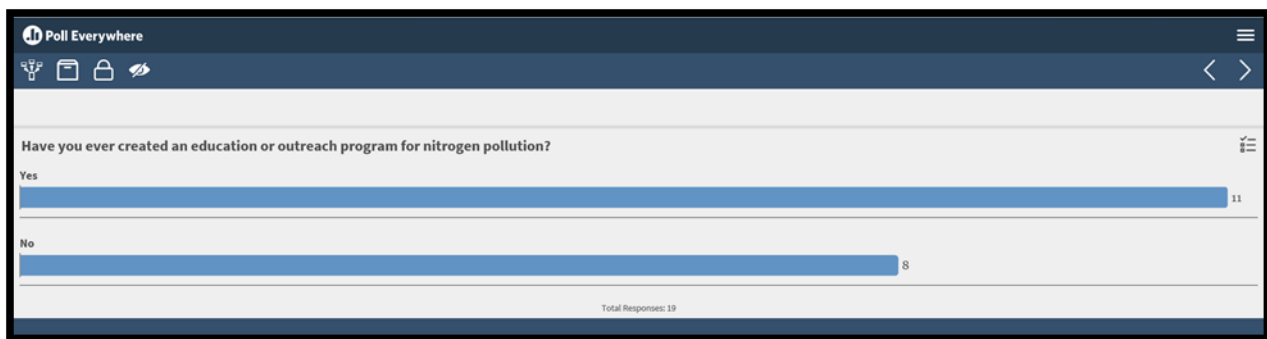 Poll Everywhere
Have you ever created an education or outreach program for nitrogen pollution?
Yes
11
No
8
Total Responses: 19